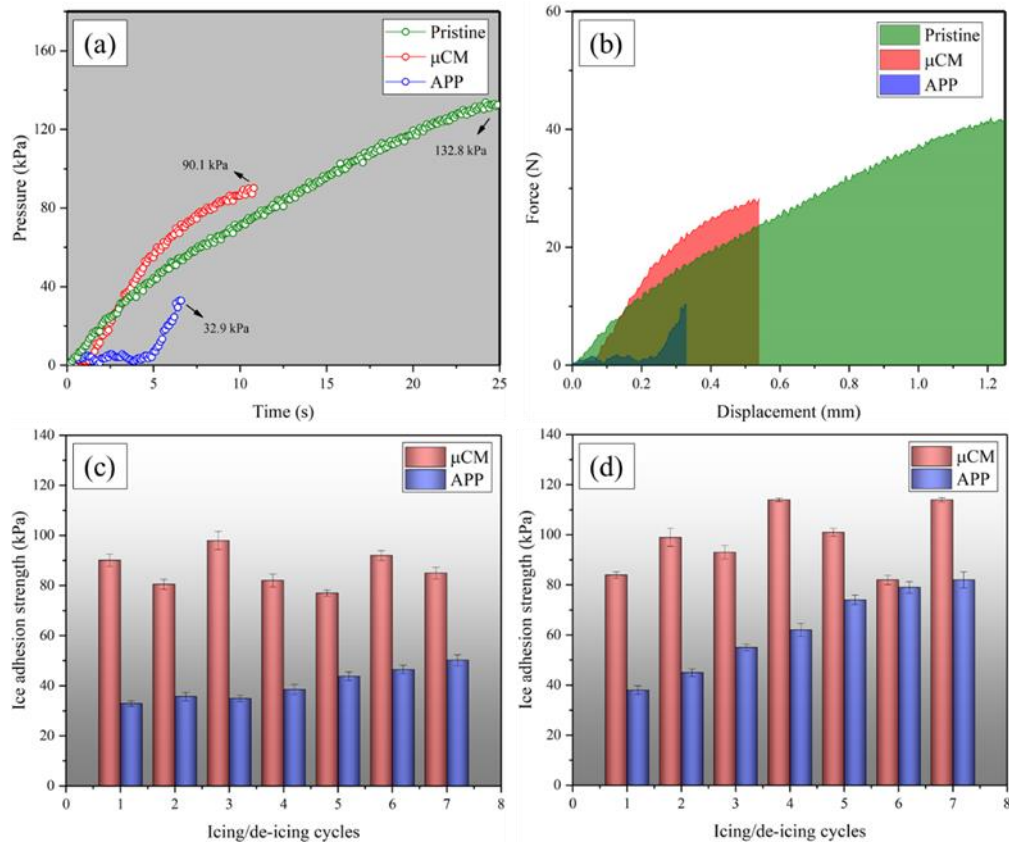 (a)
Pristine
μCM
APP
180
160
120
80
40
0
Pressure (kPa)
90.1 kPa
132.8 kPa
32.9 kPa
0 5 10 15 20 25
Time (s)
(b)
Pristine
μCM
APP
60
40
20
0
Force (N)
0.0 0.2 0.4 0.6 0.8 1.0 1.2
Displacement (mm)
(c)
μCM
APP
140
120
100
80
60
40
20
0
Ice adhesion strength (kPa)
0 1 2 3 4 5 6 7 8
Icing/de-icing cycles
(d)
μCM
APP
140
120
100
80
60
40
20
0
Ice adhesion strength (kPa)
0 1 2 3 4 5 6 7 8
Icing/de-icing cycles